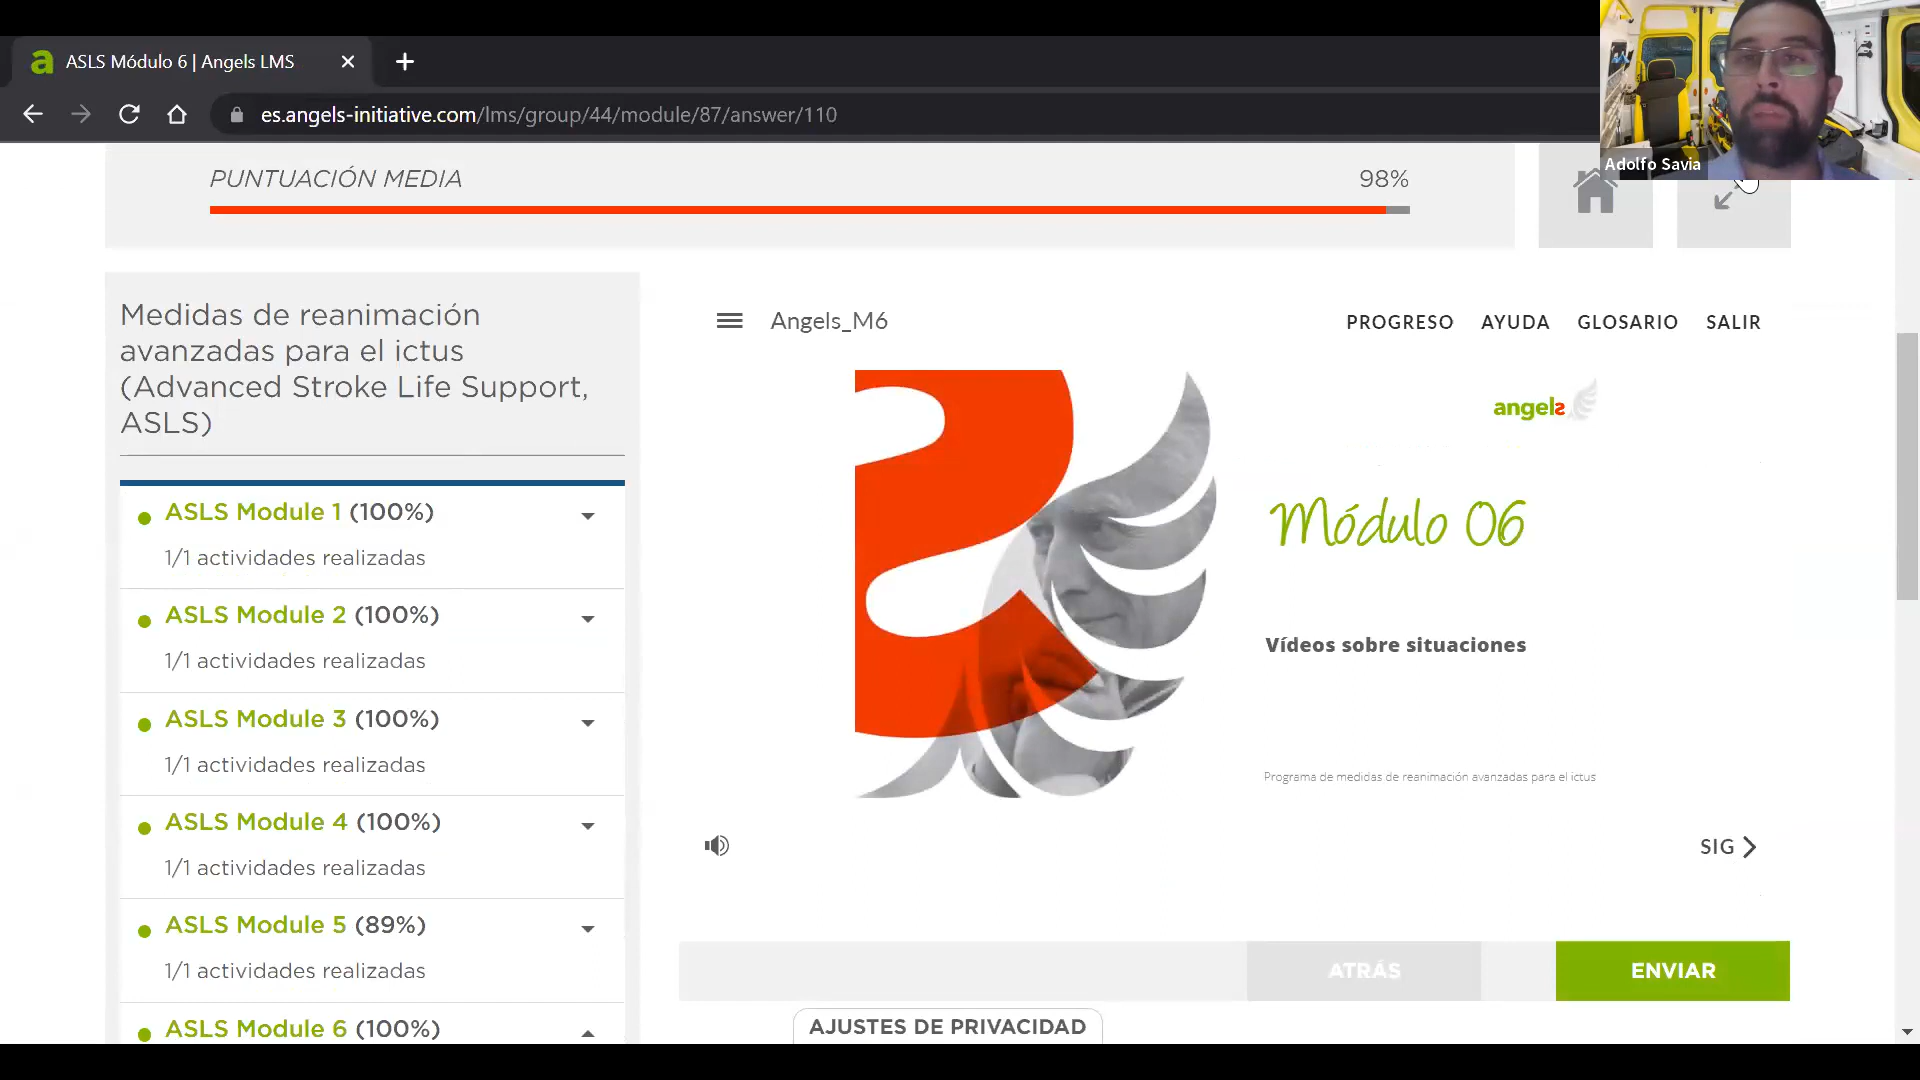 ASLS Módulo 6 | Angels LMS
es.angels-initiative.com/lms/group/44/module/87/answer/110
Adolfo Savia
PUNTUACIÓN MEDIA 98%
Medidas de reanimación
avanzadas para el ictus
(Advanced Stroke Life Support,
ASLS)
ASLS Module 1 (100%)
1/1 actividades realizadas
ASLS Module 2 (100%)
1/1 actividades realizadas
ASLS Module 3 (100%)
1/1 actividades realizadas
ASLS Module 4 (100%)
1/1 actividades realizadas
ASLS Module 5 (89%)
1/1 actividades realizadas
ASLS Module 6 (100%)
Angels_M6
PROGRESO AYUDA GLOSARIO SALIR
angels
Módulo 06
Vídeos sobre situaciones
Programa de medidas de reanimación avanzadas para el ictus
SIG
ATRÁS ENVIAR
AJUSTES DE PRIVACIDAD